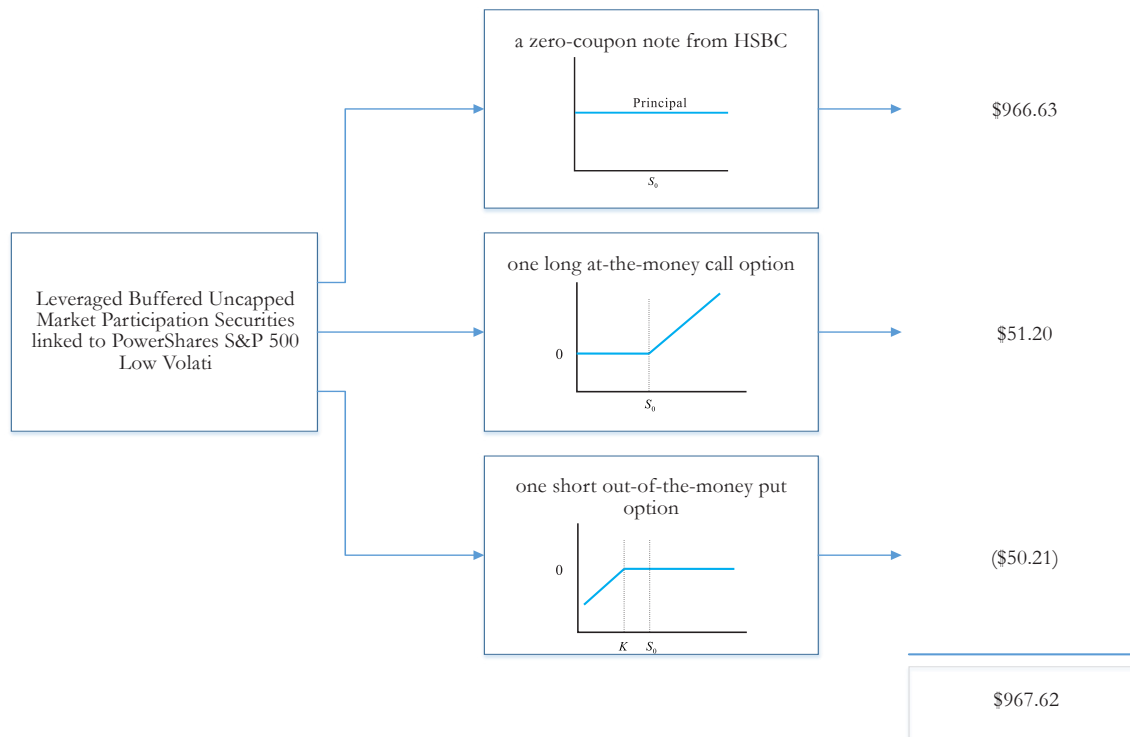 a zero-coupon note from HSBC
Principal
S₀
$966.63
Leveraged Buffered Uncapped
Market Participation Securities
linked to PowerShares S&P 500
Low Volati
one long at-the-money call option
0
S₀
$51.20
one short out-of-the-money put
option
0
K S₀
($50.21)
$967.62